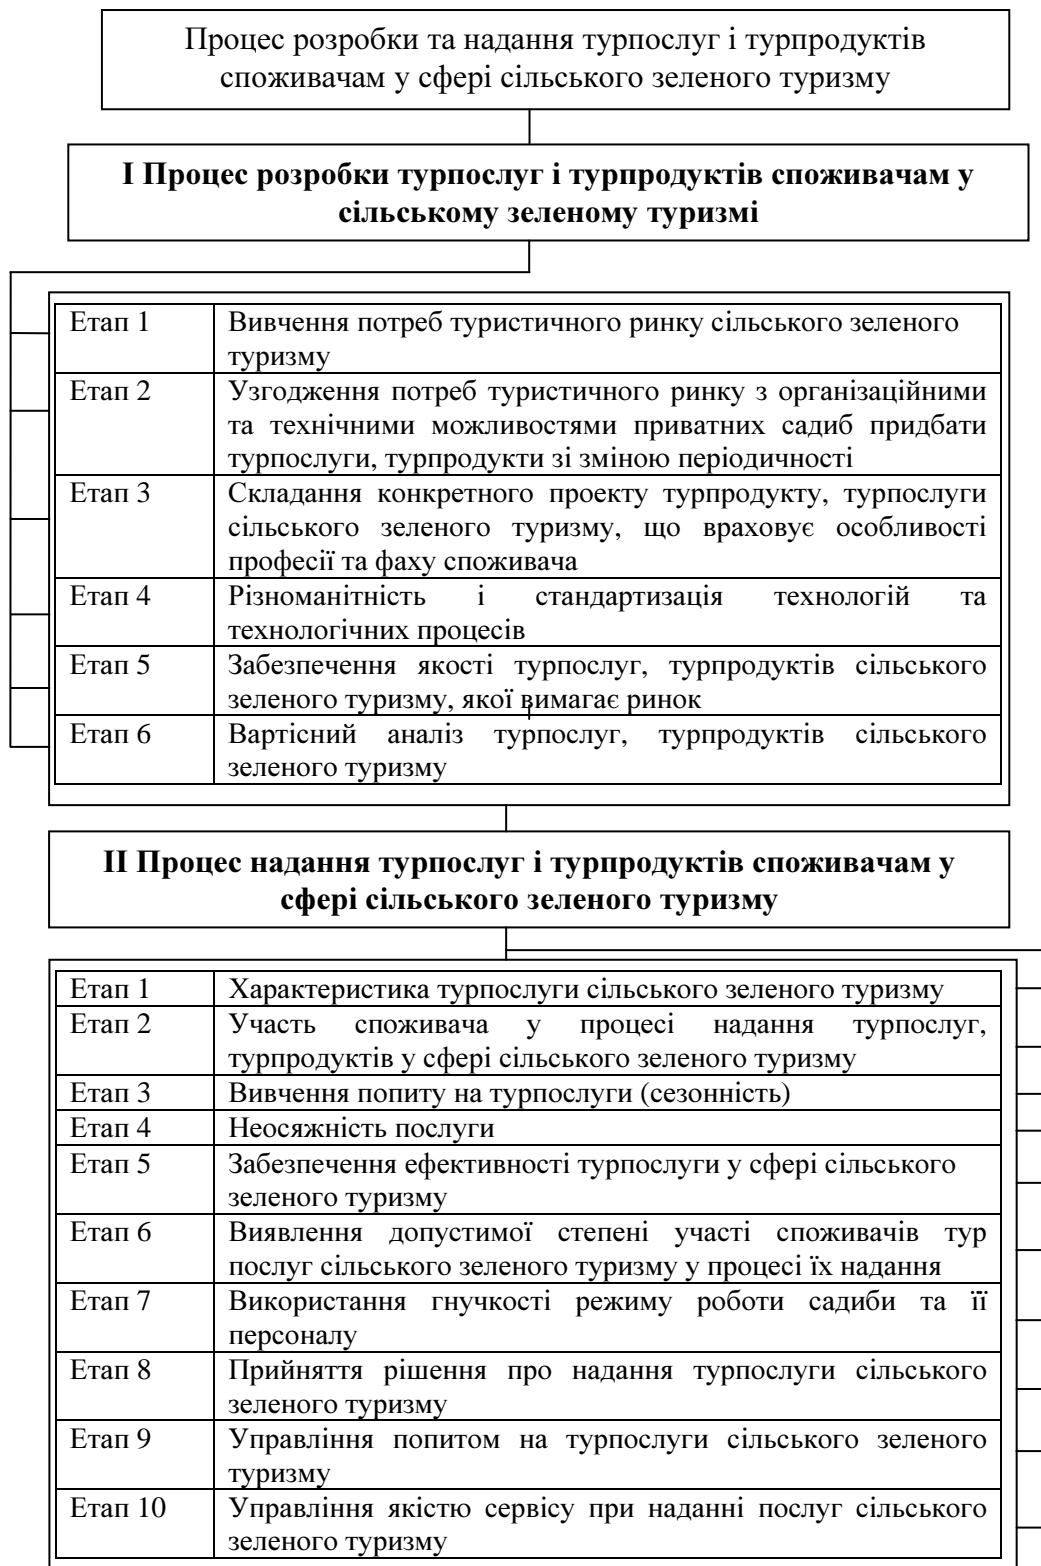 Процес розробки та надання турпослуг і турпродуктів
споживачам у сфері сільського зеленого туризму
І Процес розробки турпослуг і турпродуктів споживачам у
сільському зеленому туризмі
Етап 1 Вивчення потреб туристичного ринку сільського зеленого
туризму
Етап 2 Узгодження потреб туристичного ринку з організаційними
та технічними можливостями приватних садиб придбати
турпослуги, турпродукти зі зміною періодичності
Етап 3 Складання конкретного проекту турпродукту, турпослуги
сільського зеленого туризму, що враховує особливості
професії та фаху споживача
Етап 4 Різноманітність і стандартизація технологій та
технологічних процесів
Етап 5 Забезпечення якості турпослуг, турпродуктів сільського
зеленого туризму, якої вимагає ринок
Етап 6 Вартісний аналіз турпослуг, турпродуктів сільського
зеленого туризму
ІІ Процес надання турпослуг і турпродуктів споживачам у
сфері сільського зеленого туризму
Етап 1 Характеристика турпослуги сільського зеленого туризму
Етап 2 Участь споживача у процесі надання турпослуг,
турпродуктів у сфері сільського зеленого туризму
Етап 3 Вивчення попиту на турпослуги (сезонність)
Етап 4 Неосяжність послуги
Етап 5 Забезпечення ефективності турпослуги у сфері сільського
зеленого туризму
Етап 6 Виявлення допустимої степені участі споживачів тур
послуг сільського зеленого туризму у процесі їх надання
Етап 7 Використання гнучкості режиму роботи садиби та її
персоналу
Етап 8 Прийняття рішення про надання турпослуги сільського
зеленого туризму
Етап 9 Управління попитом на турпослуги сільського зеленого
туризму
Етап 10 Управління якістю сервісу при наданні послуг сільського
зеленого туризму